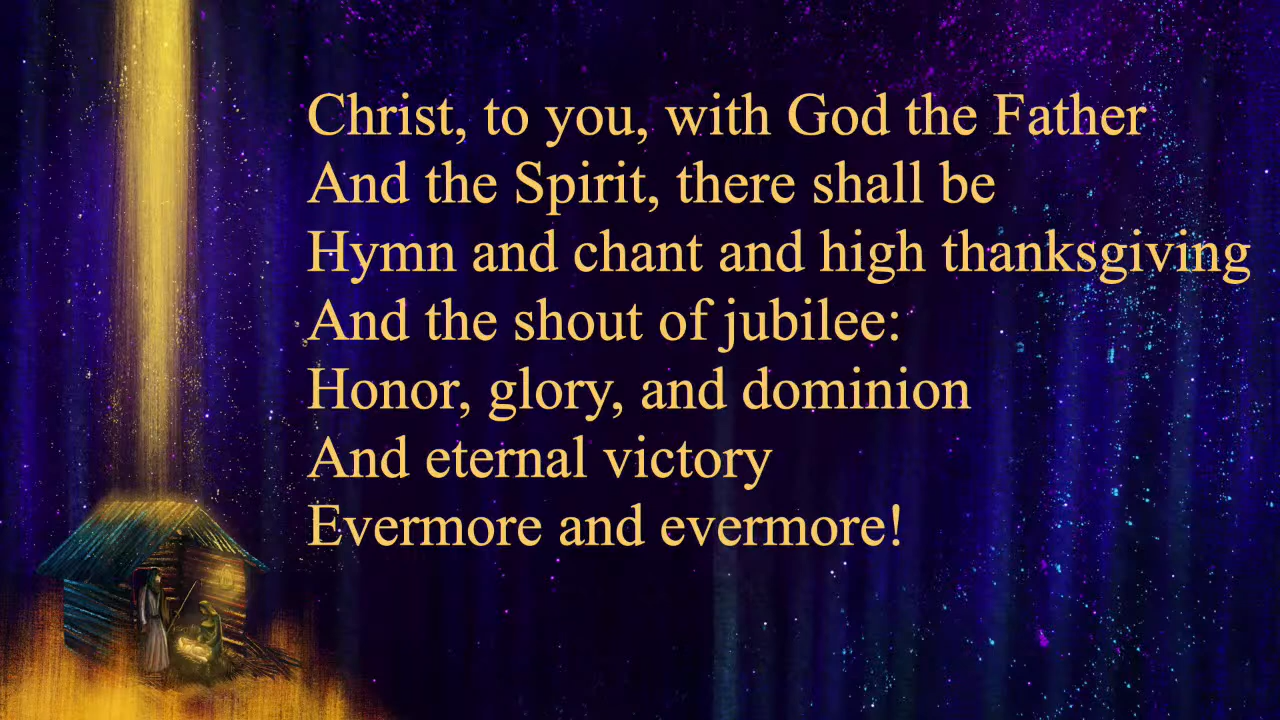 Christ, to you, with God the Father
And the Spirit, there shall be
Hymn and chant and high thanksgiving
And the shout of jubilee:
Honor, glory, and dominion
And eternal victory
Evermore and evermore!